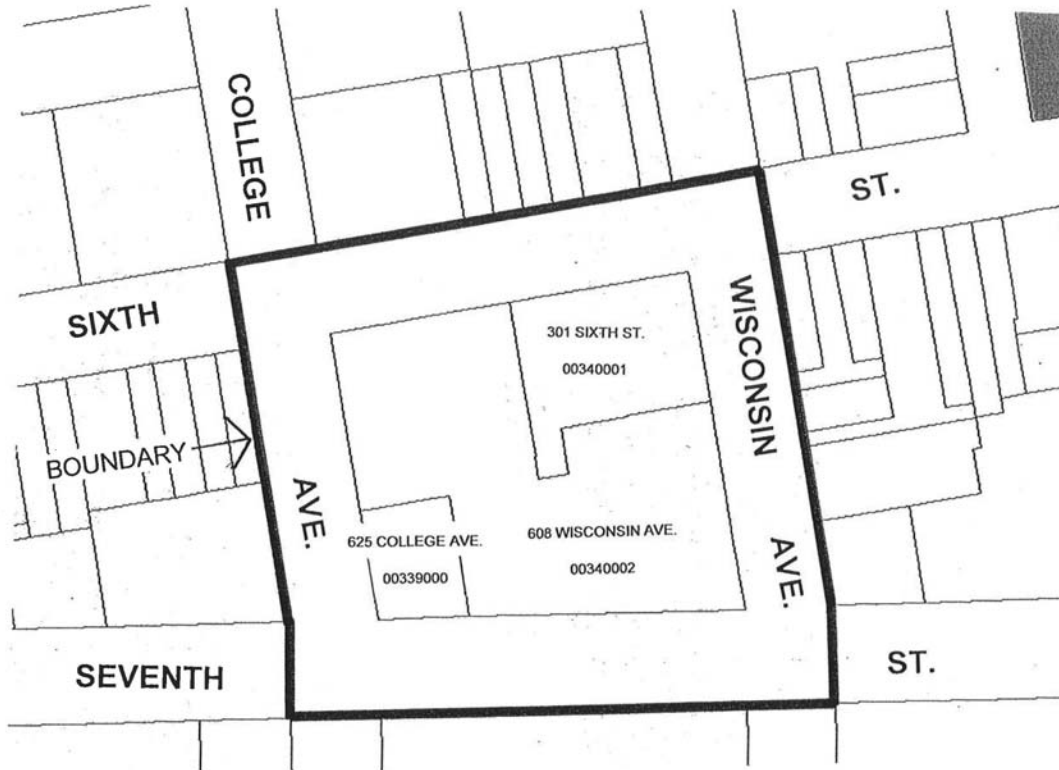 COLLEGE
ST.
SIXTH
WISCONSIN
301 SIXTH ST.
00340001
BOUNDARY
AVE.
625 COLLEGE AVE.
00339000
608 WISCONSIN AVE.
00340002
AVE.
SEVENTH
ST.